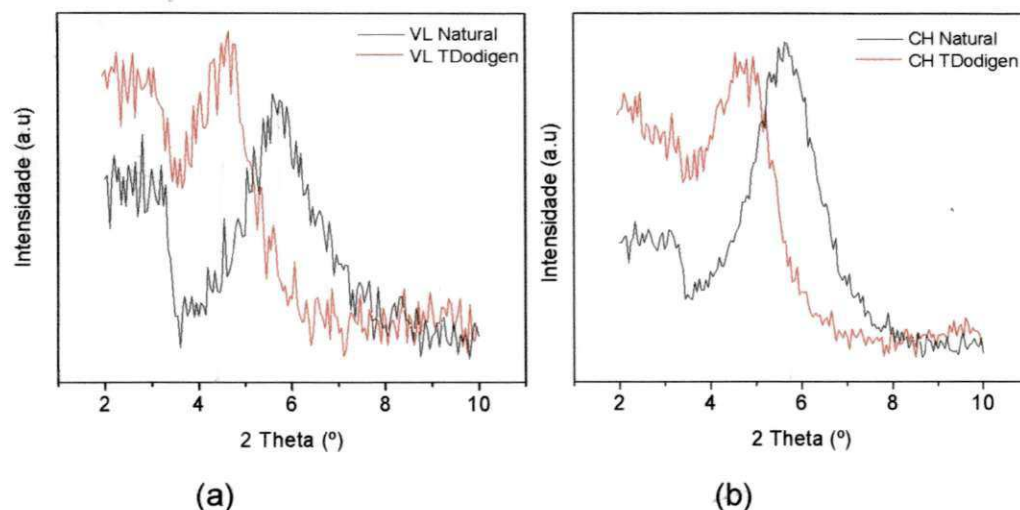 VL Natural
VL TDodigen
Intensidade (a.u)
2 4 6 8 10
2 Theta (º)
(a)
CH Natural
CH TDodigen
Intensidade (a.u)
2 4 6 8 10
2 Theta (º)
(b)